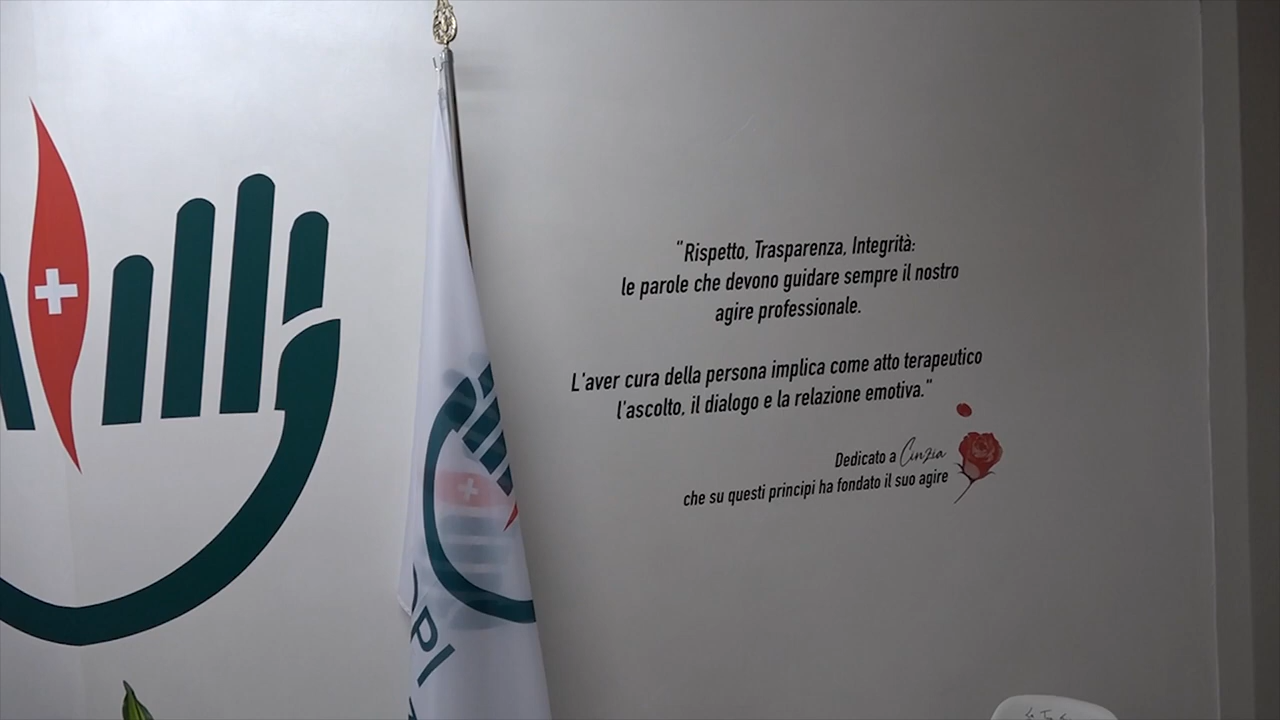 "Rispetto, Trasparenza, Integrità:
le parole che devono guidare sempre il nostro
agire professionale.
L'aver cura della persona implica come atto terapeutico
l'ascolto, il dialogo e la relazione emotiva."
Dedicato a Cinzia
che su questi principi ha fondato il suo agire
OPI